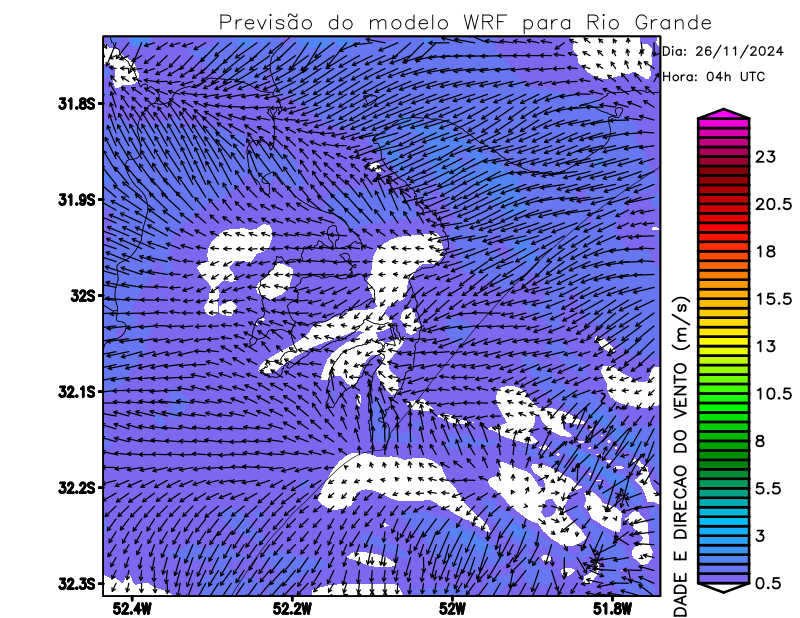 Previsão do modelo WRF para Rio Grande
Dia: 26/11/2024
Hora: 04h UTC
31.8S
31.9S
32S
32.1S
32.2S
32.3S
52.4W
52.2W
52W
51.8W
23
20.5
18
15.5
13
10.5
8
5.5
3
0.5
DADE E DIRECAO DO VENTO (m/s)